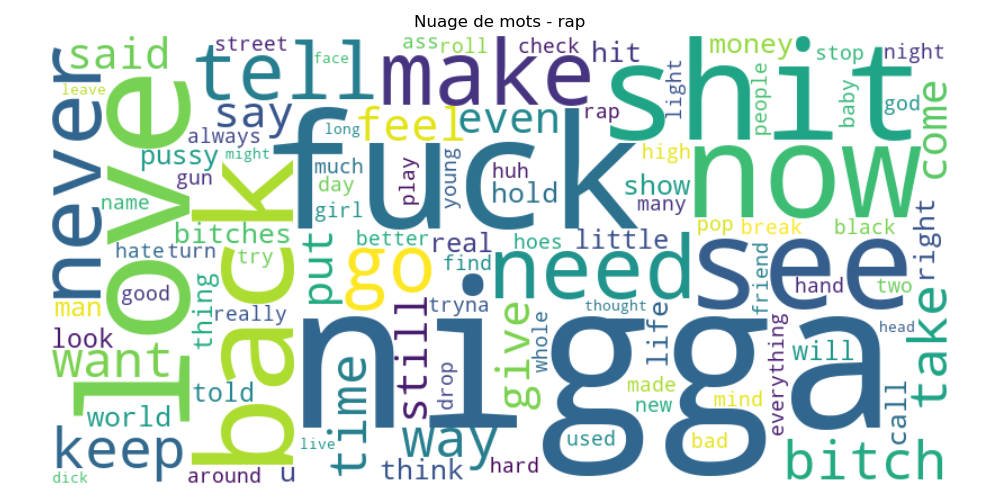 Nuage de mots - rap
said
street
ass
roll
check
hit
money
stop
night
never
leave
love
tell
face
make
shit
light
people
baby
god
come
say
always
long
feel
even
rap
pussy
might
fuck
now
gun
back
much
play
young
huh
high
name
day
hold
show
many
girl
bitches
put
better
real
hoes
little
pop
break
black
right
hate
turn
try
go
find
need
see
friend
man
good
thing
hand
two
look
really
still
tryna
give
whole
thought
life
nigga
everything
head
want
time
drop
made
mind
will
take
world
told
new
call
keep
way
used
bad
bitch
live
dick
around
u
think
hard